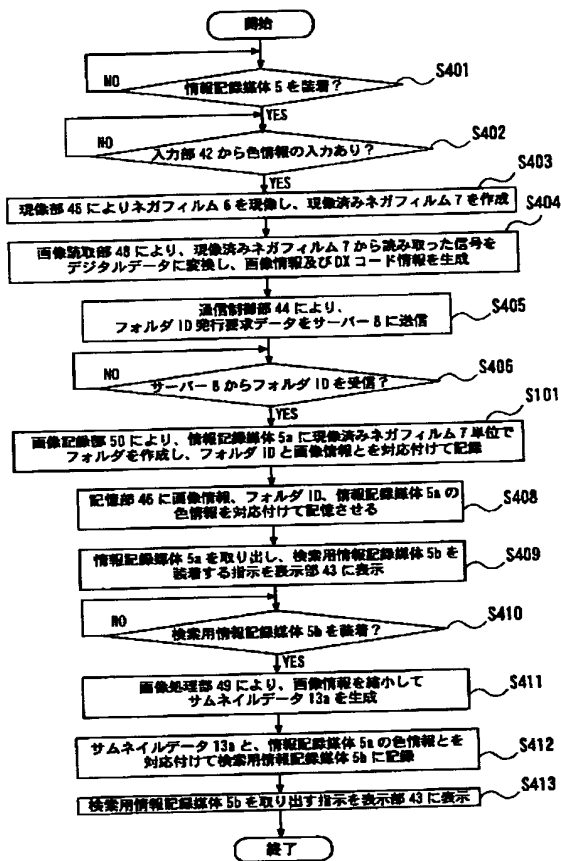 開始
S401
NO
情報記録媒体 5 を装着？
YES
S402
NO
入力部 42 から色情報の入力あり？
YES
S403
現像部 45 によりネガフィルム 6 を現像し、現像済みネガフィルム 7 を作成
S404
画像読取部 48 により、現像済みネガフィルム 7 から読み取った信号を
デジタルデータに変換し、画像情報及びDXコード情報を生成
S405
通信制御部 44 により、
フォルダ ID 発行要求データをサーバー 8 に送信
S406
NO
サーバー 8 からフォルダ ID を受信？
YES
S101
画像記録部 50 により、情報記録媒体 5a に現像済みネガフィルム 7 単位で
フォルダを作成し、フォルダ ID と画像情報とを対応付けて記録
S408
記憶部 46 に画像情報、フォルダ ID、情報記録媒体 5a の
色情報を対応付けて記憶させる
S409
情報記録媒体 5a を取り出し、検索用情報記録媒体 5b を
装着する指示を表示部 43 に表示
S410
NO
検索用情報記録媒体 5b を装着？
YES
S411
画像処理部 49 により、画像情報を縮小して
サムネイルデータ 13a を生成
S412
サムネイルデータ 13a と、情報記録媒体 5a の色情報とを
対応付けて検索用情報記録媒体 5b に記録
S413
検索用情報記録媒体 5b を取り出す指示を表示部 43 に表示
終了